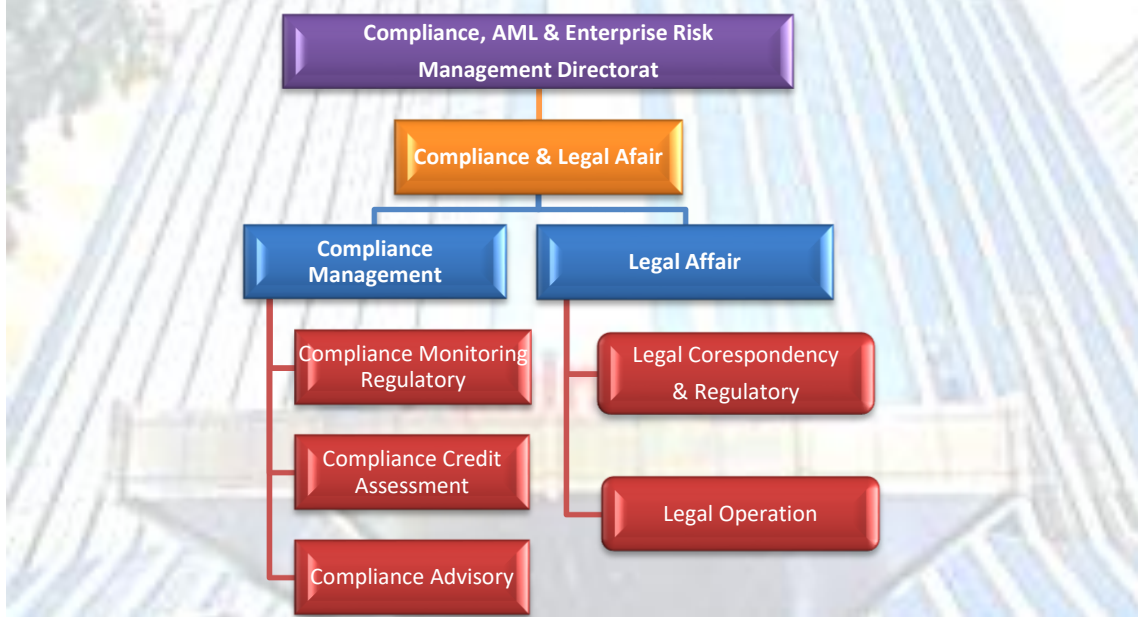 Compliance, AML & Enterprise Risk
Management Directorat
Compliance & Legal Afair
Compliance
Management
Legal Affair
Compliance Monitoring
Regulatory
Legal Corespondency
& Regulatory
Compliance Credit
Assessment
Legal Operation
Compliance Advisory